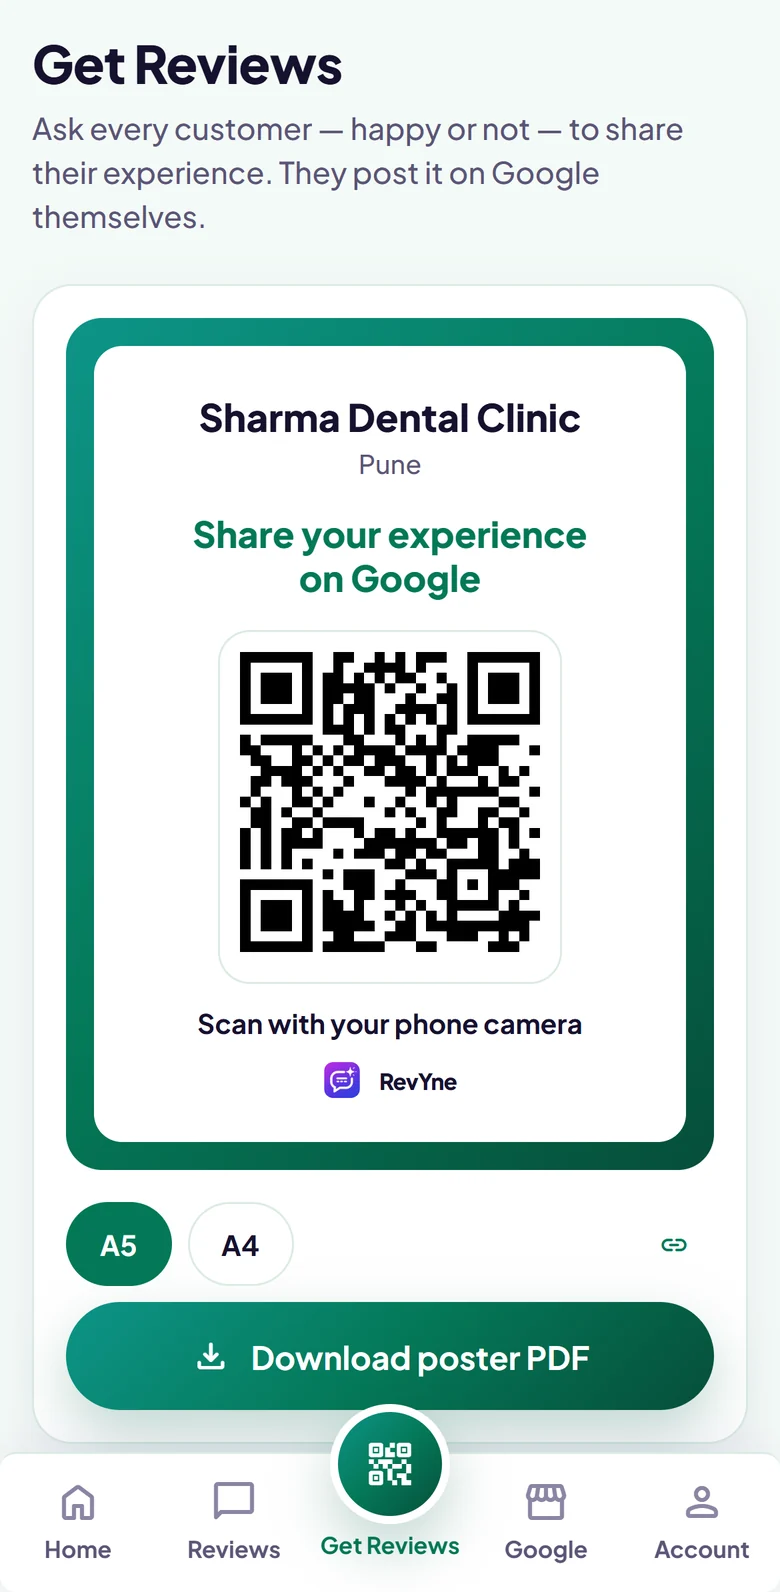 Get Reviews
Ask every customer — happy or not — to share
their experience. They post it on Google
themselves.
Sharma Dental Clinic
Pune
Share your experience
on Google
Scan with your phone camera
RevYne
A5 A4
Download poster PDF
Home Reviews Get Reviews Google Account